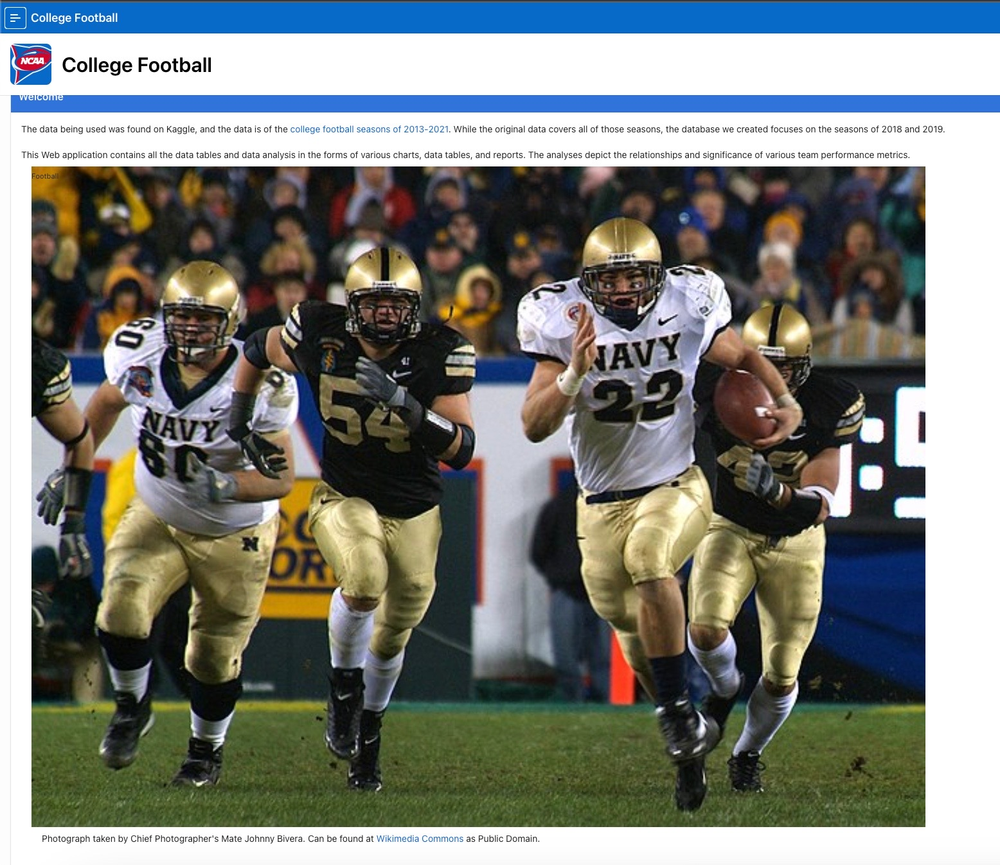 College Football
NCAA
College Football
Welcome
The data being used was found on Kaggle, and the data is of the college football seasons of 2013-2021. While the original data covers all of those seasons, the database we created focuses on the seasons of 2018 and 2019.
This Web application contains all the data tables and data analysis in the forms of various charts, data tables, and reports. The analyses depict the relationships and significance of various team performance metrics.
Football
60
NAVY
60
N
54
22
NAVY
22
42
Photograph taken by Chief Photographer's Mate Johnny Bivera. Can be found at Wikimedia Commons as Public Domain.